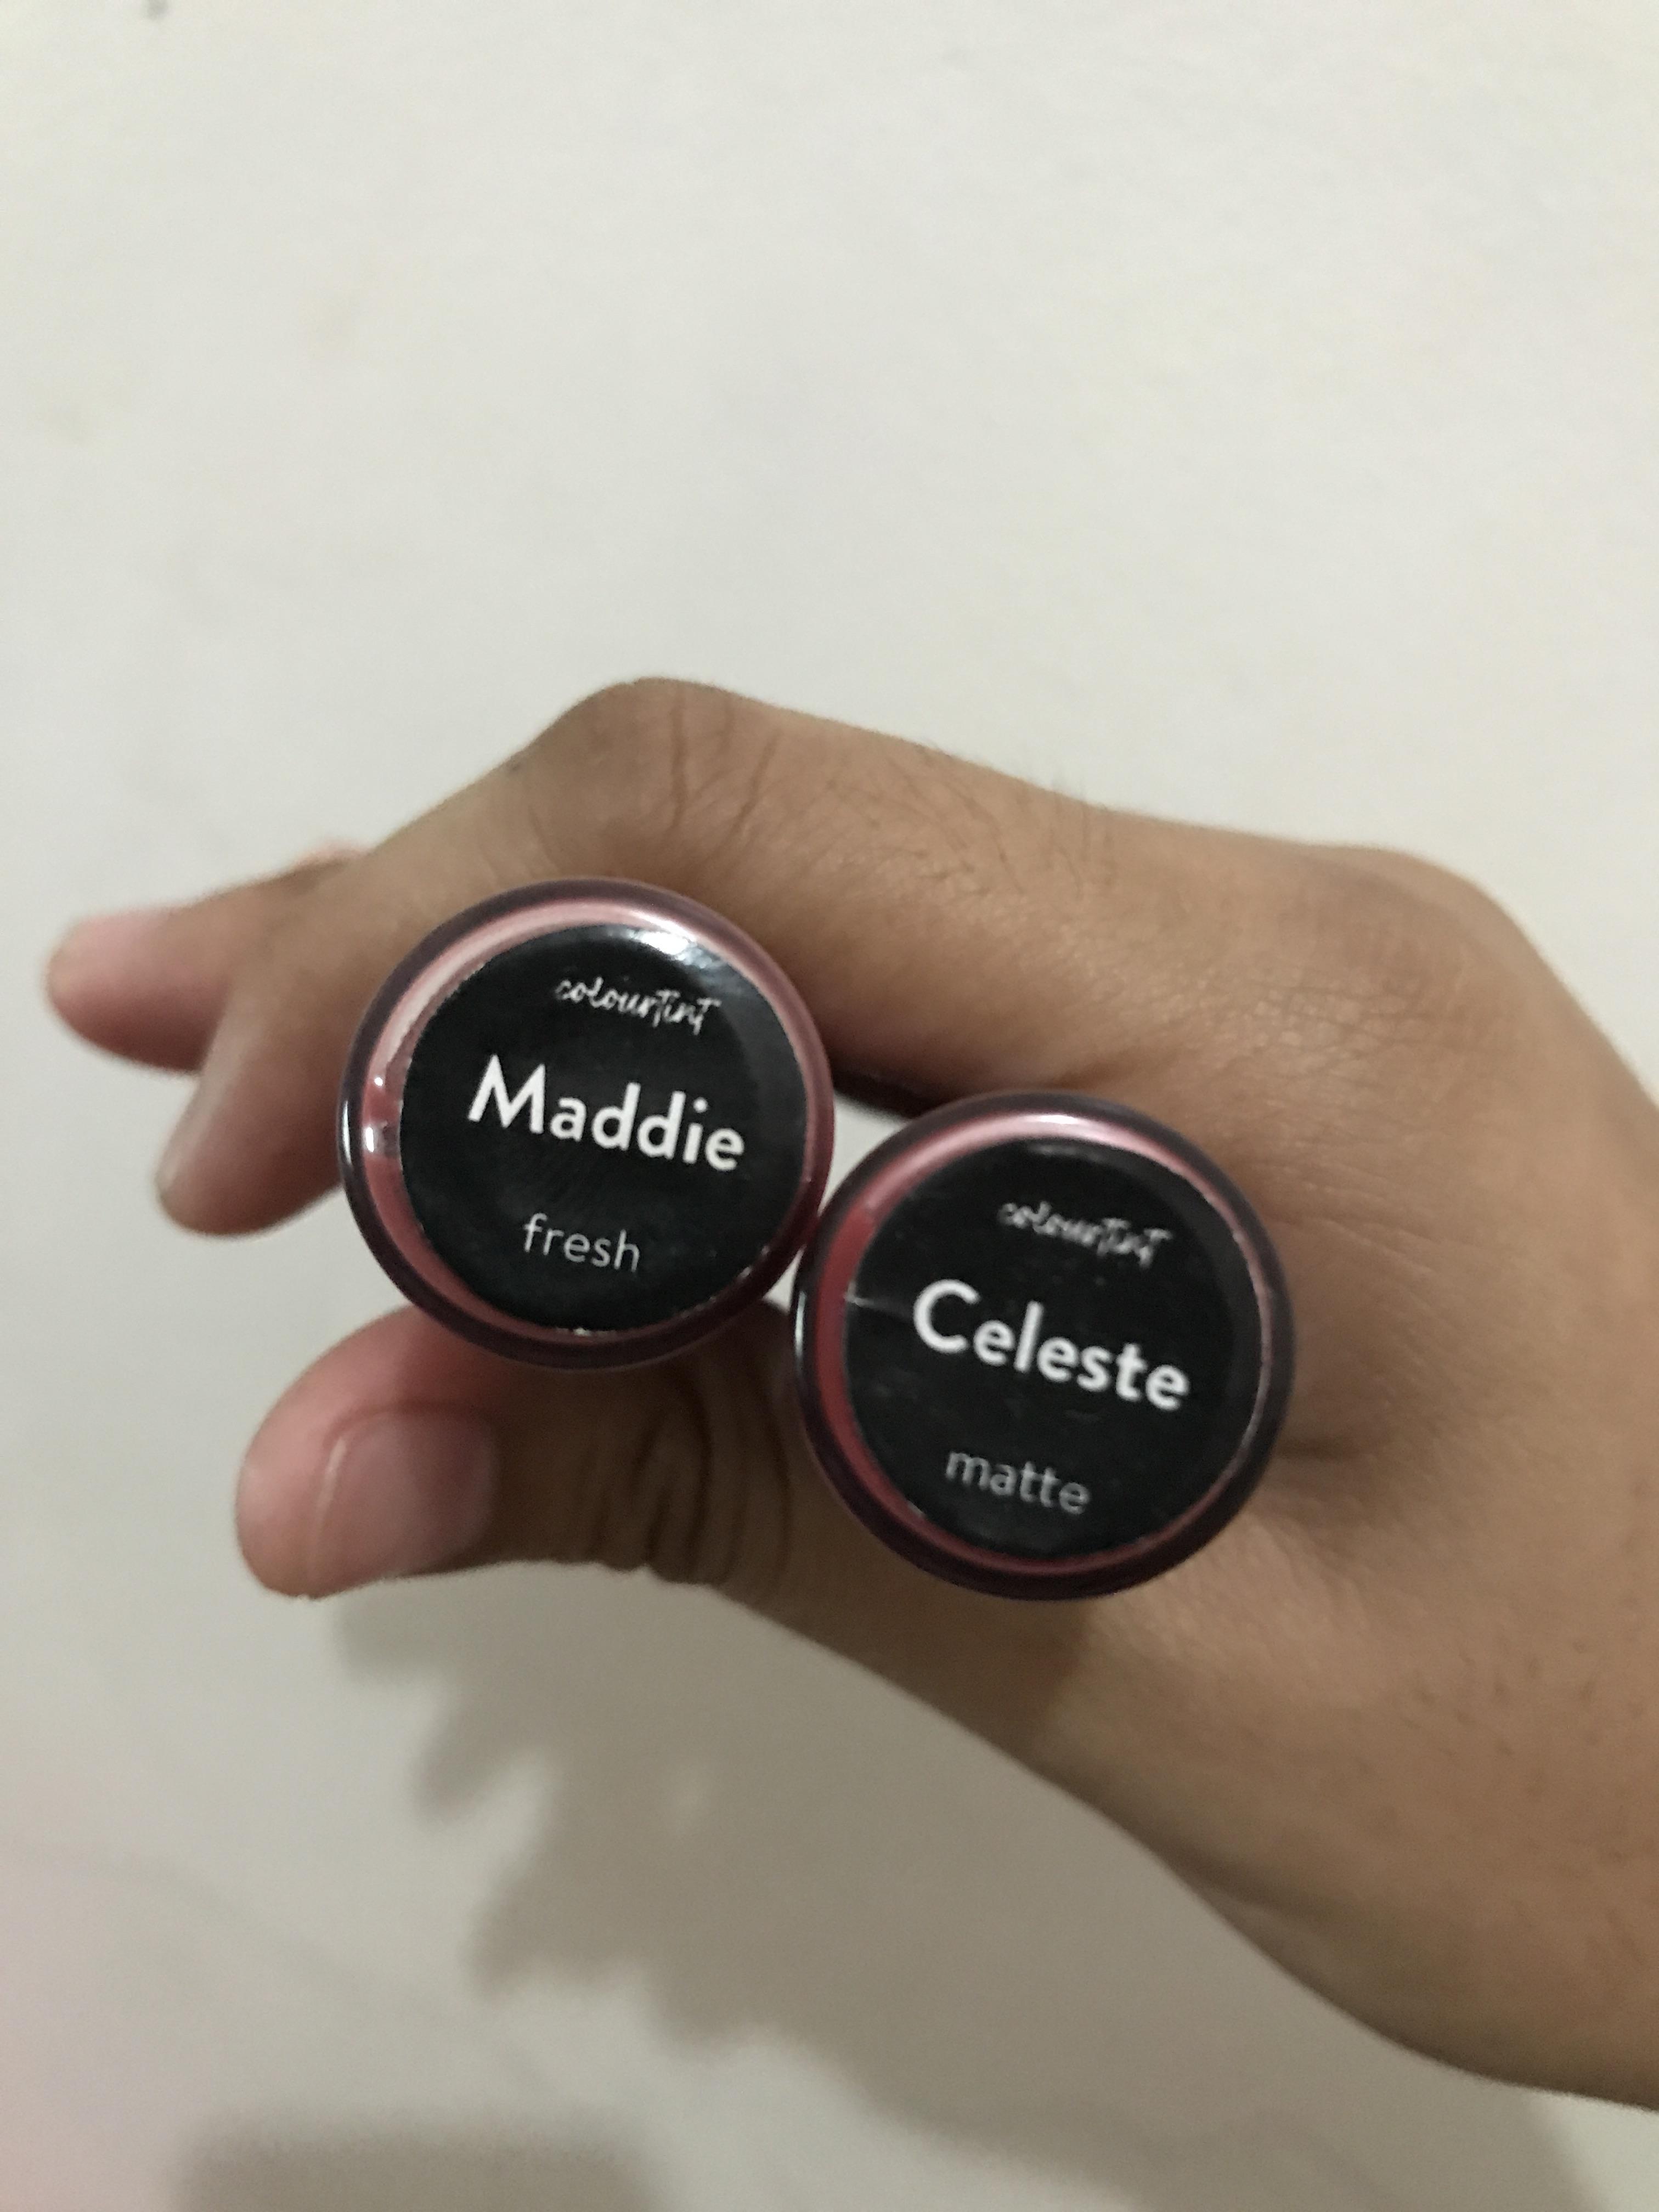 colourtint
Maddie
fresh
colourtint
Celeste
matte